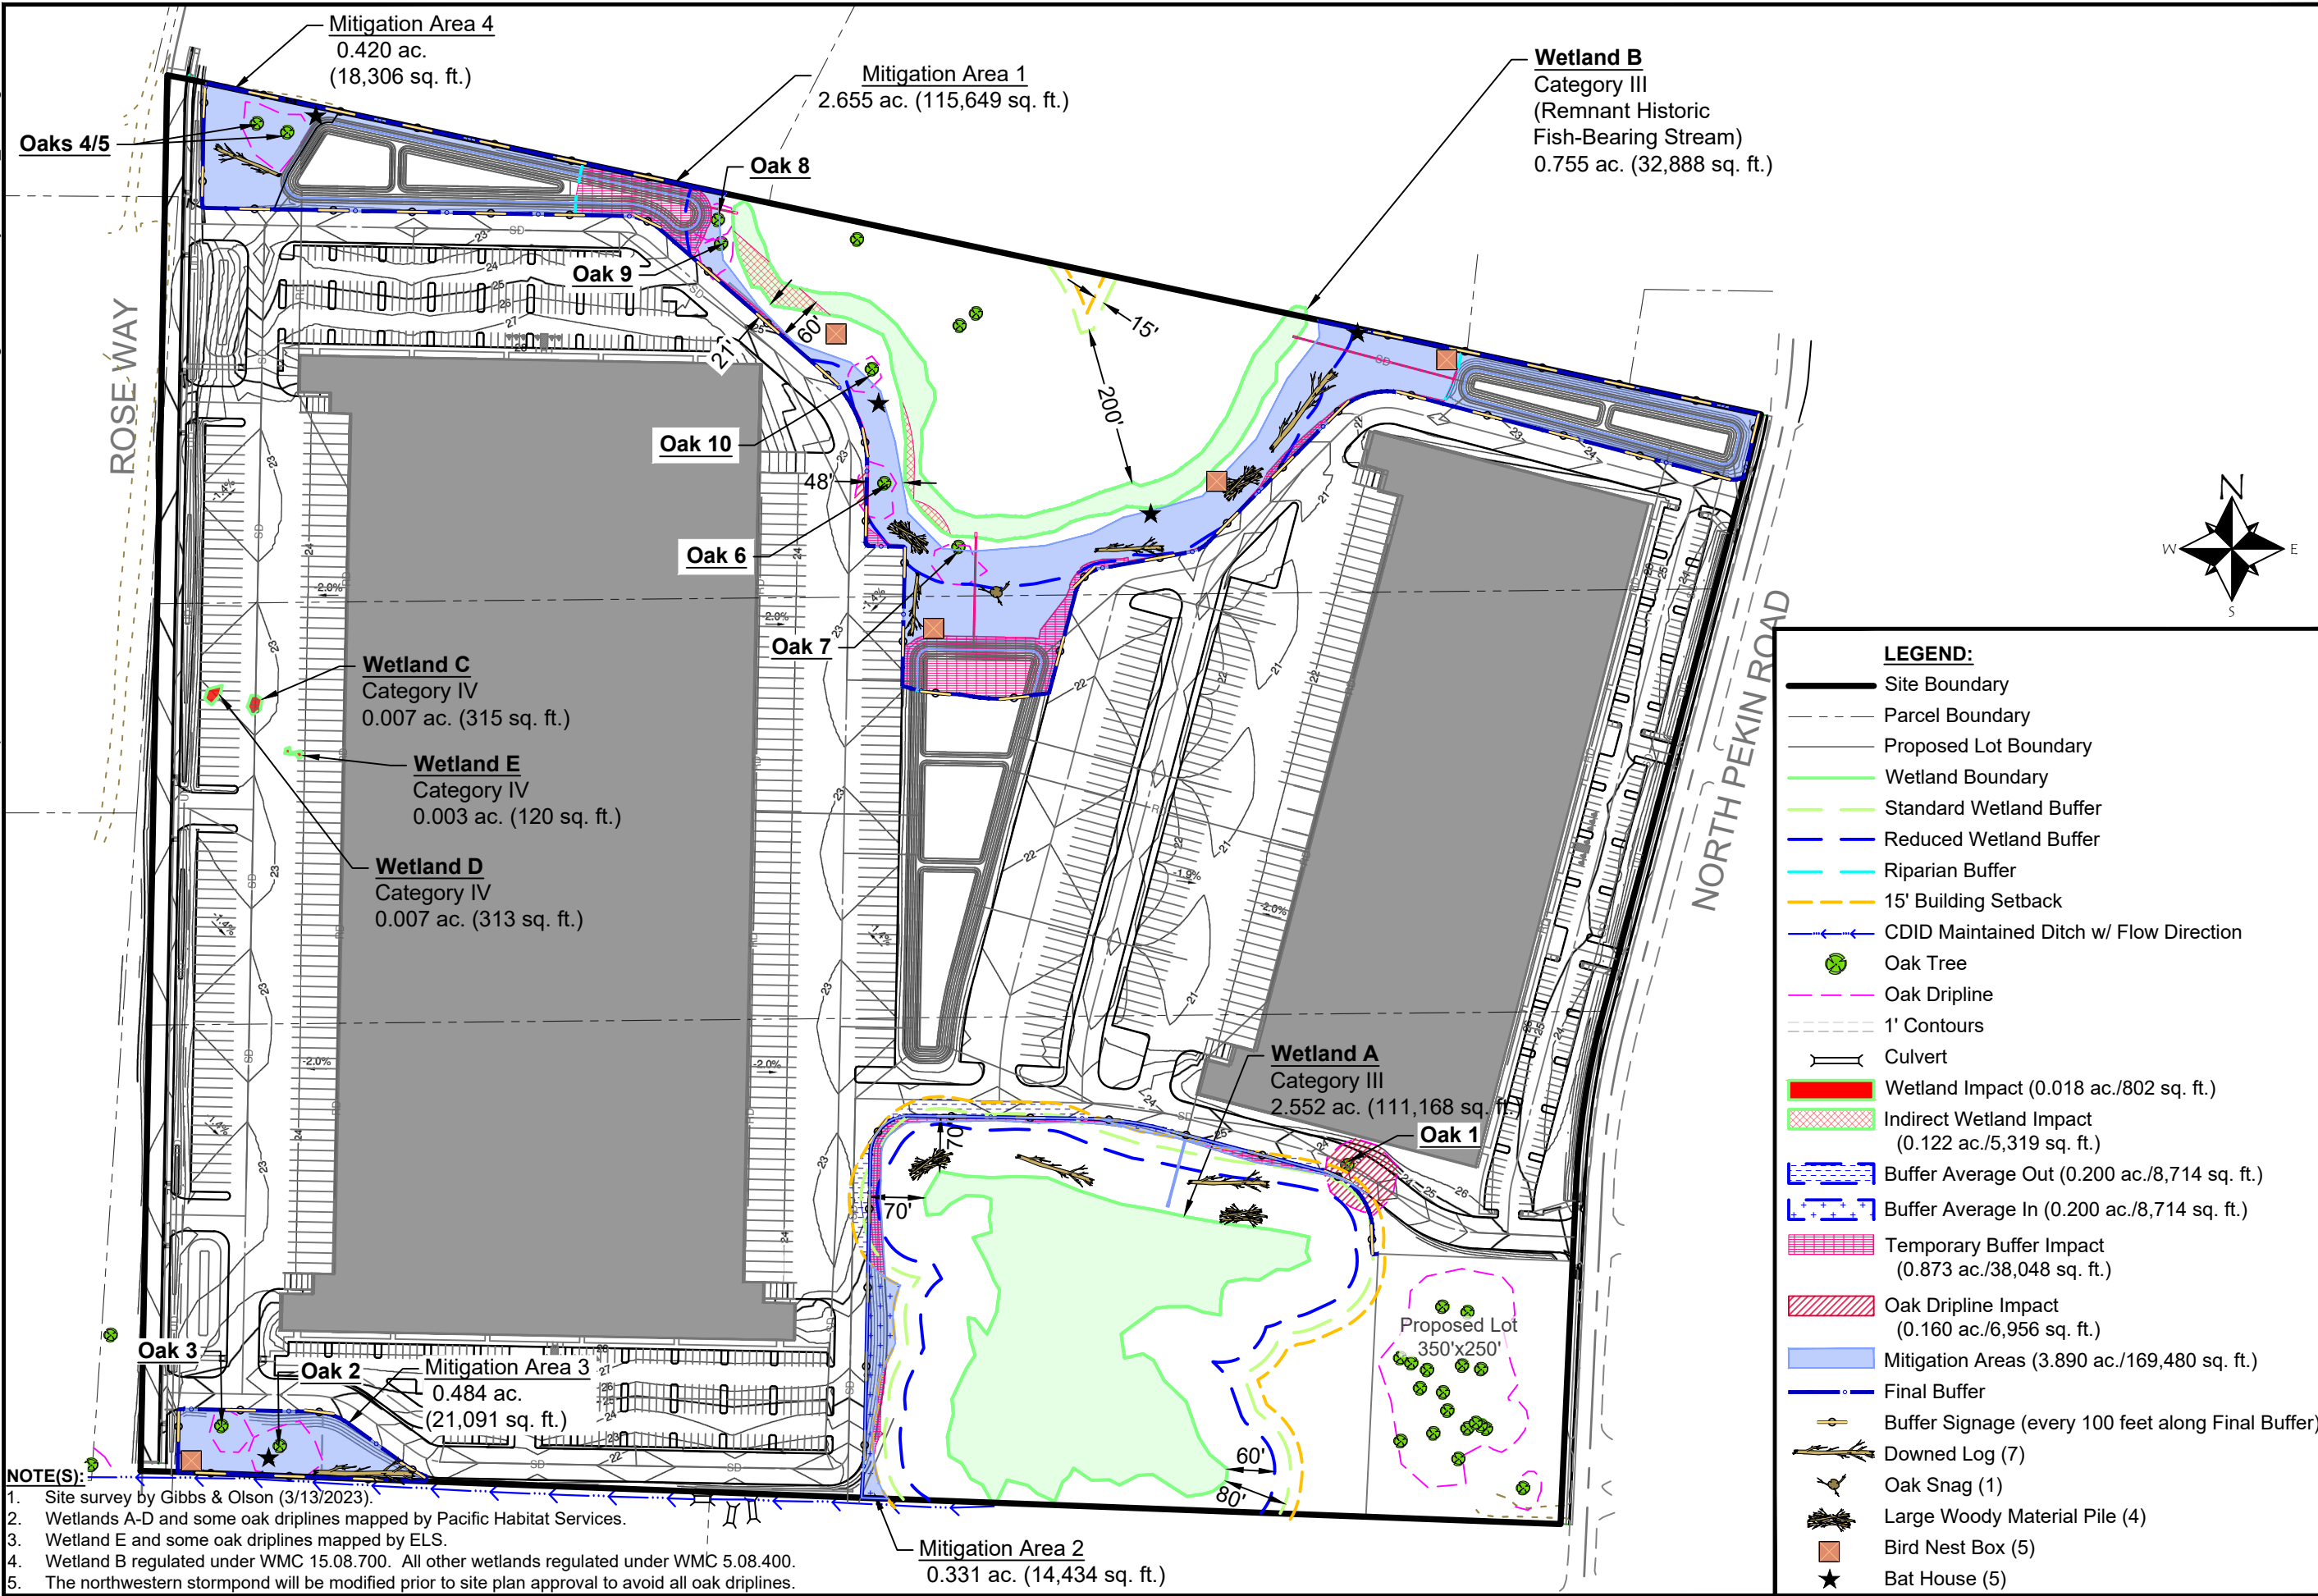 Mitigation Area 4
0.420 ac.
(18,306 sq. ft.)
Mitigation Area 1
2.655 ac. (115,649 sq. ft.)
Wetland B
Category III
(Remnant Historic
Fish-Bearing Stream)
0.755 ac. (32,888 sq. ft.)
Oaks 4/5
Oak 8
Oak 9
60'
21'
15'
200'
Oak 10
48'
Oak 6
Oak 7
ROSE WAY
NORTH PEKIN ROAD
N
W
E
S
Wetland C
Category IV
0.007 ac. (315 sq. ft.)
Wetland E
Category IV
0.003 ac. (120 sq. ft.)
Wetland D
Category IV
0.007 ac. (313 sq. ft.)
Wetland A
Category III
2.552 ac. (111,168 sq. ft.)
Oak 1
70'
70'
Proposed Lot
350'x250'
60'
80'
Oak 3
Oak 2
Mitigation Area 3
0.484 ac.
(21,091 sq. ft.)
Mitigation Area 2
0.331 ac. (14,434 sq. ft.)
NOTE(S):
1. Site survey by Gibbs & Olson (3/13/2023).
2. Wetlands A-D and some oak driplines mapped by Pacific Habitat Services.
3. Wetland E and some oak driplines mapped by ELS.
4. Wetland B regulated under WMC 15.08.700. All other wetlands regulated under WMC 5.08.400.
5. The northwestern stormpond will be modified prior to site plan approval to avoid all oak driplines.
LEGEND:
Site Boundary
Parcel Boundary
Proposed Lot Boundary
Wetland Boundary
Standard Wetland Buffer
Reduced Wetland Buffer
Riparian Buffer
15' Building Setback
CDID Maintained Ditch w/ Flow Direction
Oak Tree
Oak Dripline
1' Contours
Culvert
Wetland Impact (0.018 ac./802 sq. ft.)
Indirect Wetland Impact
(0.122 ac./5,319 sq. ft.)
Buffer Average Out (0.200 ac./8,714 sq. ft.)
Buffer Average In (0.200 ac./8,714 sq. ft.)
Temporary Buffer Impact
(0.873 ac./38,048 sq. ft.)
Oak Dripline Impact
(0.160 ac./6,956 sq. ft.)
Mitigation Areas (3.890 ac./169,480 sq. ft.)
Final Buffer
Buffer Signage (every 100 feet along Final Buffer)
Downed Log (7)
Oak Snag (1)
Large Woody Material Pile (4)
Bird Nest Box (5)
Bat House (5)